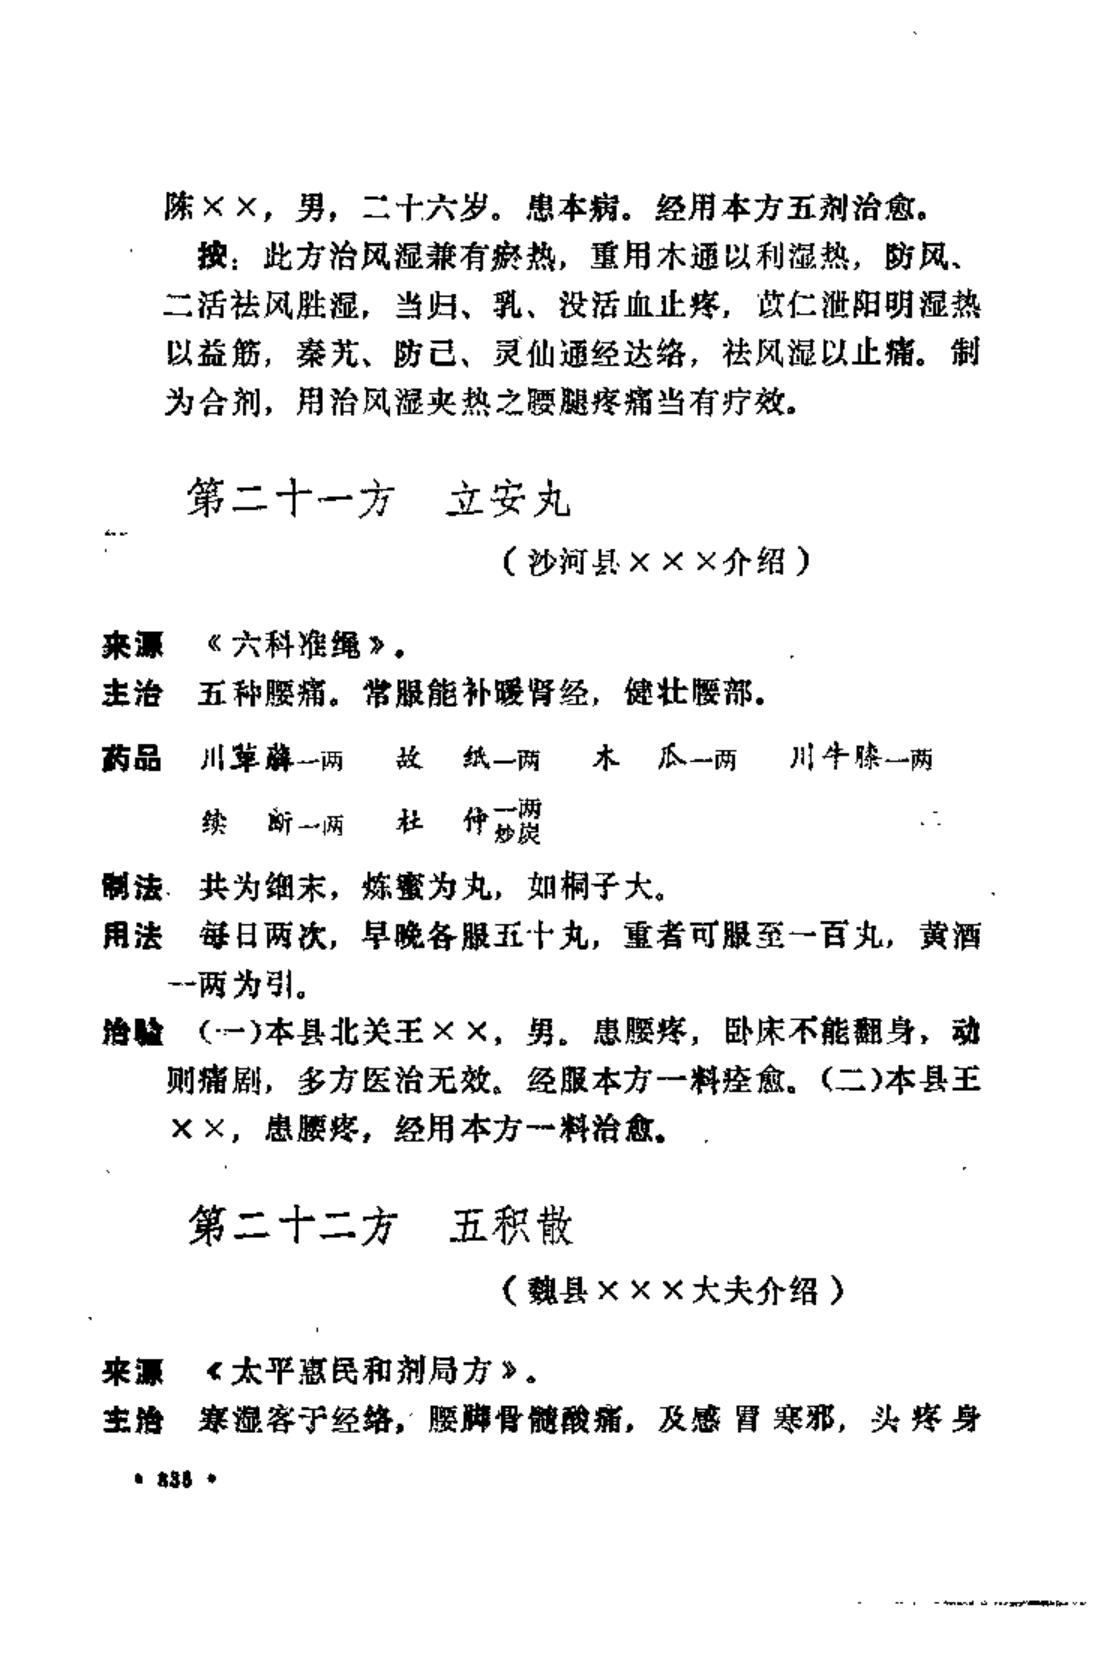 陈××，男，二十六岁。患本病。经用本方五剂治愈。
按：此方治风湿兼有瘀热，重用木通以利湿热，防风、
二活祛风胜湿，当归、乳、没活血止疼，苡仁泄阳明湿热
以益筋，秦艽、防己、灵仙通经达络，祛风湿以止痛。制
为合剂，用治风湿夹热之腰腿疼痛当有疗效。
第二十一方 立安丸
（沙河县×××介绍）
来源 《六科准绳》。
主治 五种腰痛。常服能补暖肾经，健壮腰部。
药品 川萆薢一两 故纸一两 木瓜一两 川牛膝一两
续断一两 杜仲一两炒炭
制法 共为细末，炼蜜为丸，如桐子大。
用法 每日两次，早晚各服五十丸，重者可服至一百丸，黄酒
一两为引。
治验 （一）本县北关王××，男。患腰疼，卧床不能翻身，动
则痛剧，多方医治无效。经服本方一料痊愈。（二）本县王
××，患腰疼，经用本方一料治愈。
第二十二方 五积散
（魏县×××大夫介绍）
来源 《太平惠民和剂局方》。
主治 寒湿客于经络，腰脚骨髓酸痛，及感冒寒邪，头疼身